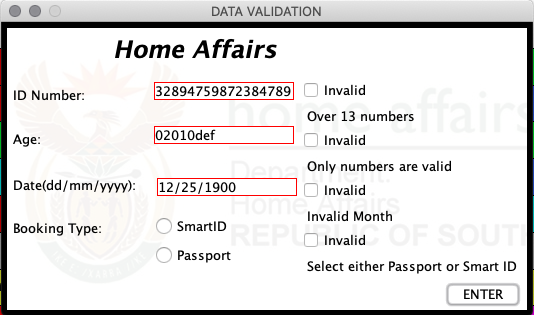 DATA VALIDATION
Home Affairs
ID Number: 32894759872384789 Invalid
Over 13 numbers
Age: 02010def Invalid
Only numbers are valid
Date(dd/mm/yyyy): 12/25/1900 Invalid
Invalid Month
Booking Type: SmartID Invalid
Passport
Select either Passport or Smart ID
ENTER
home affairs
Department:
Home Affairs
REPUBLIC OF SOUTH